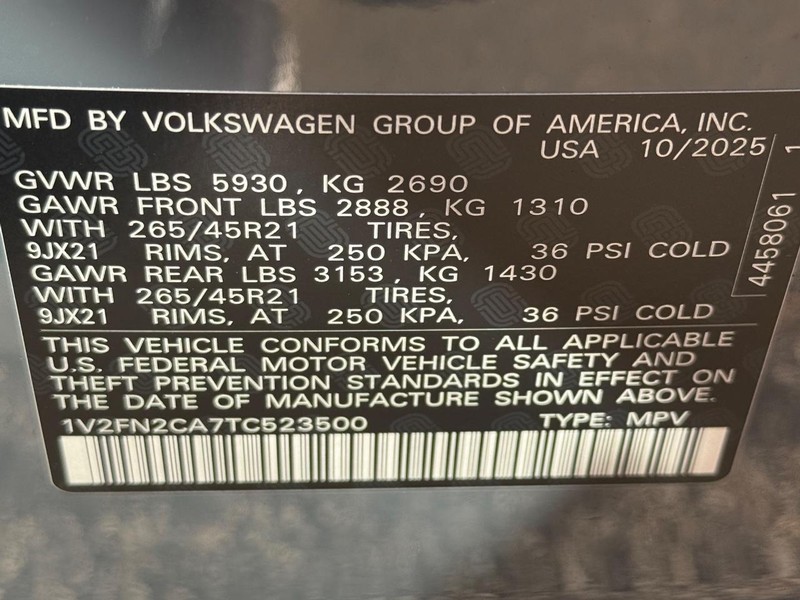 MFD BY VOLKSWAGEN GROUP OF AMERICA, INC.
USA 10/2025
GVWR LBS 5930, KG 2690
GAWR FRONT LBS 2888, KG 1310
WITH 265/45R21 TIRES,
9JX21 RIMS, AT 250 KPA, 36 PSI COLD
GAWR REAR LBS 3153, KG 1430
WITH 265/45R21 TIRES,
9JX21 RIMS, AT 250 KPA, 36 PSI COLD
THIS VEHICLE CONFORMS TO ALL APPLICABLE
U.S. FEDERAL MOTOR VEHICLE SAFETY AND
THEFT PREVENTION STANDARDS IN EFFECT ON
THE DATE OF MANUFACTURE SHOWN ABOVE.
1V2FN2CA7TC523500 TYPE: MPV
4458061 1